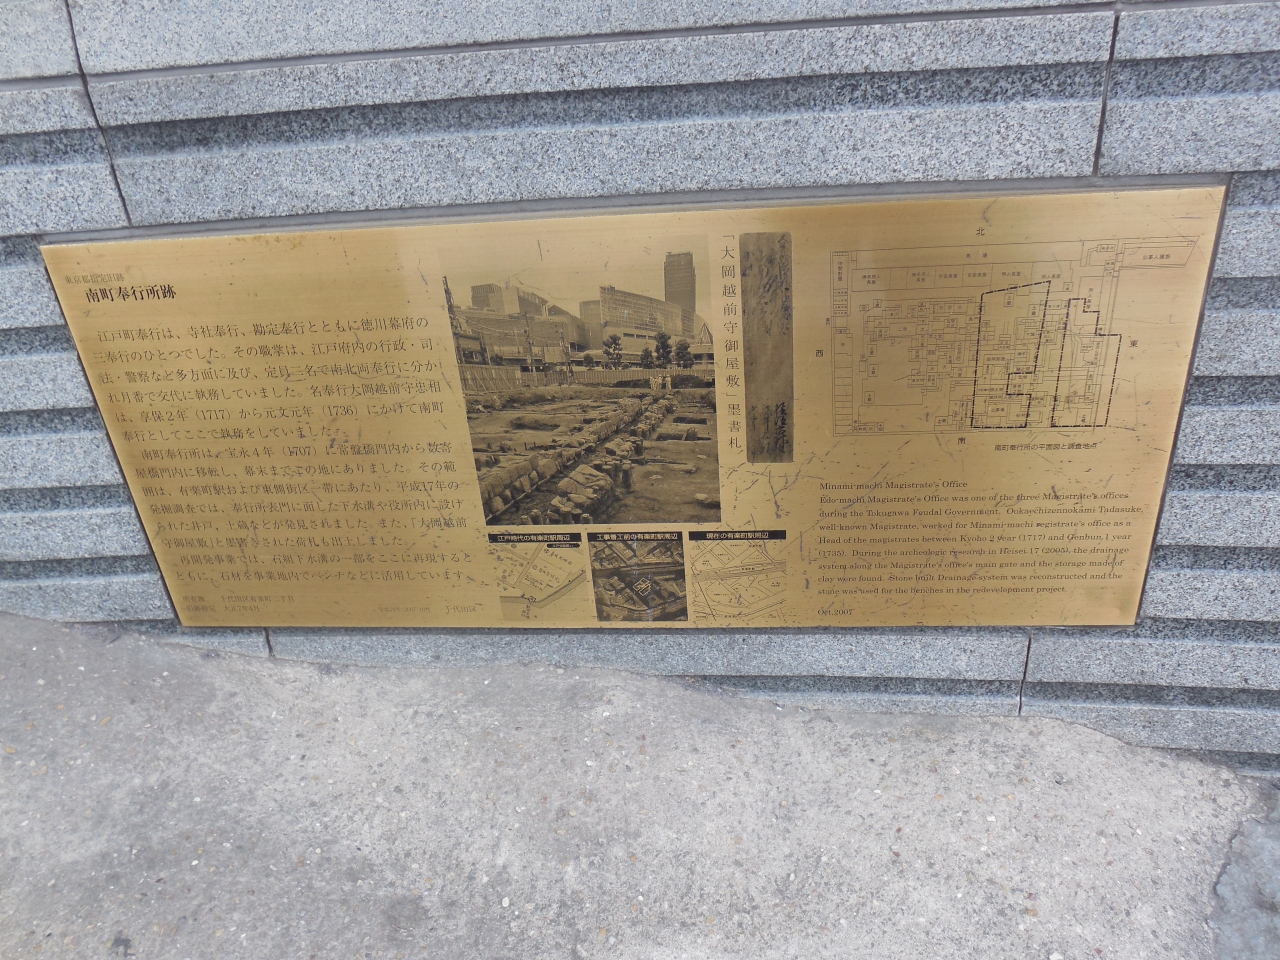 東京都指定旧跡
南町奉行所跡
江戸町奉行は、寺社奉行、勘定奉行とともに徳川幕府の
三奉行のひとつでした。その職掌は、江戸府内の行政・司
法・警察など多方面に及び、定員二名で南北両奉行に分か
れ月番で交代に執務していました。名奉行大岡越前守忠相
は、享保2年(1717)から元文元年(1736)にかけて南町
奉行としてここで執務をしていました。
南町奉行所は、宝永4年(1707)に常盤橋門内から数寄
屋橋門内に移転し、幕末までこの地にありました。その範
囲は、有楽町駅および東側街区一帯にあたり、平成17年の
発掘調査では、奉行所表門に面した下水溝や役所内に設け
られた井戸、土蔵などが発見されました。また、「大岡越前
守御屋敷」と墨書きされた荷札も出土しました。
再開発事業では、石組下水溝の一部をここに再現すると
ともに、石材を事業地内でベンチなどに活用しています。
千代田区
「大岡越前守御屋敷」墨書札
江戸時代の有楽町駅周辺
工事着工前の有楽町駅周辺
現在の有楽町駅周辺
北
西
東
南
南町奉行所の平面図と調査地点
Minami-machi Magistrate's Office
Edo-machi Magistrate's Office was one of the three Magistrate's offices
during the Tokugawa Feudal Government. Ookaychizennokami Tadasuke,
well-known Magistrate, worked for Minami-machi registrate's office as a
Head of the magistrates between Kyoho 2 year (1717) and Genbun 1 year
(1735). During the archeologic research in Heisei 17 (2005), the drainage
system along the Magistrate's office's main gate and the storage made of
clay were found. Stone built Drainage system was reconstructed and the
stone was used for the benches in the redevelopment project.
Oct,2007